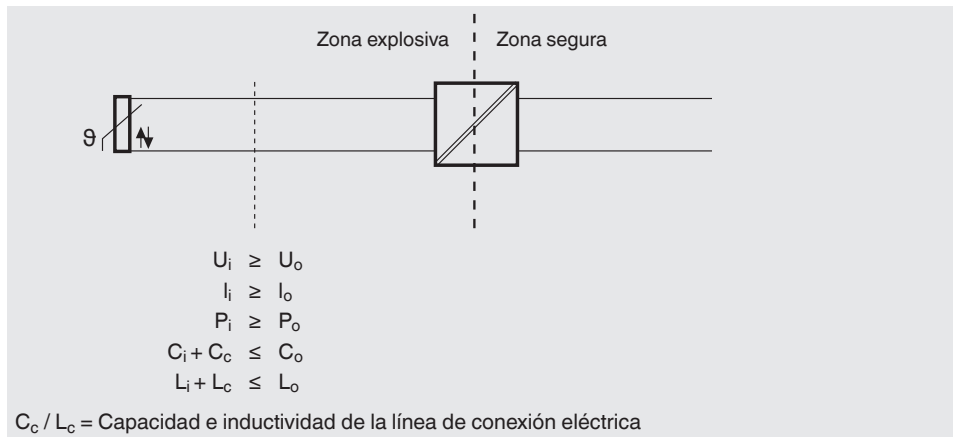 Zona explosiva Zona segura
ϑ
Uᵢ ≥ Uₒ
Iᵢ ≥ Iₒ
Pᵢ ≥ Pₒ
Cᵢ + C꜀ ≤ Cₒ
Lᵢ + L꜀ ≤ Lₒ
C꜀ / L꜀ = Capacidad e inductividad de la línea de conexión eléctrica